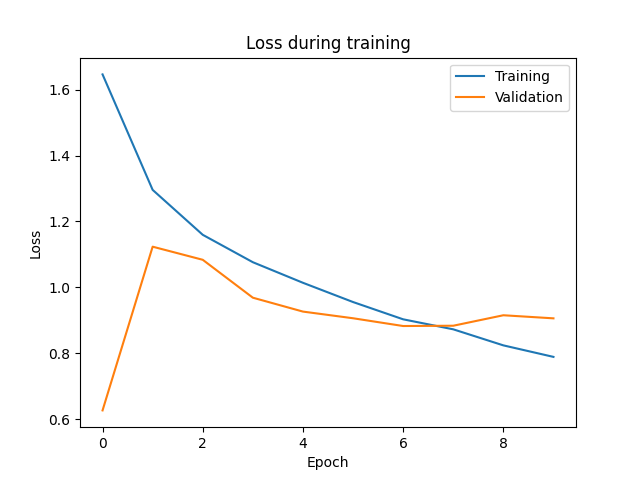 Loss during training
Training
Validation
1.6
1.4
1.2
1.0
0.8
0.6
Loss
0 2 4 6 8
Epoch